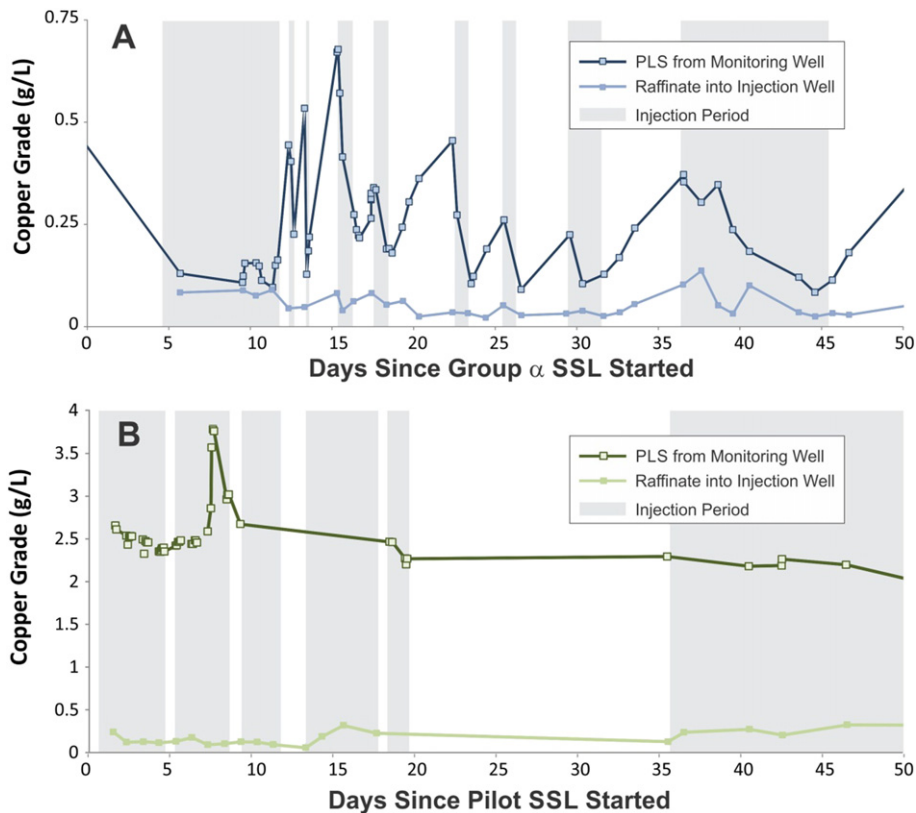 0.75
A
PLS from Monitoring Well
Raffinate into Injection Well
Injection Period
0.5
0.25
0
Copper Grade (g/L)
0 5 10 15 20 25 30 35 40 45 50
Days Since Group α SSL Started
4
B
3.5
PLS from Monitoring Well
Raffinate into Injection Well
Injection Period
3
2.5
2
1.5
1
0.5
0
Copper Grade (g/L)
0 5 10 15 20 25 30 35 40 45 50
Days Since Pilot SSL Started